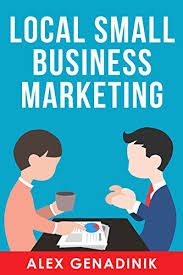 LOCAL SMALL
BUSINESS
MARKETING
ALEX GENADINIK